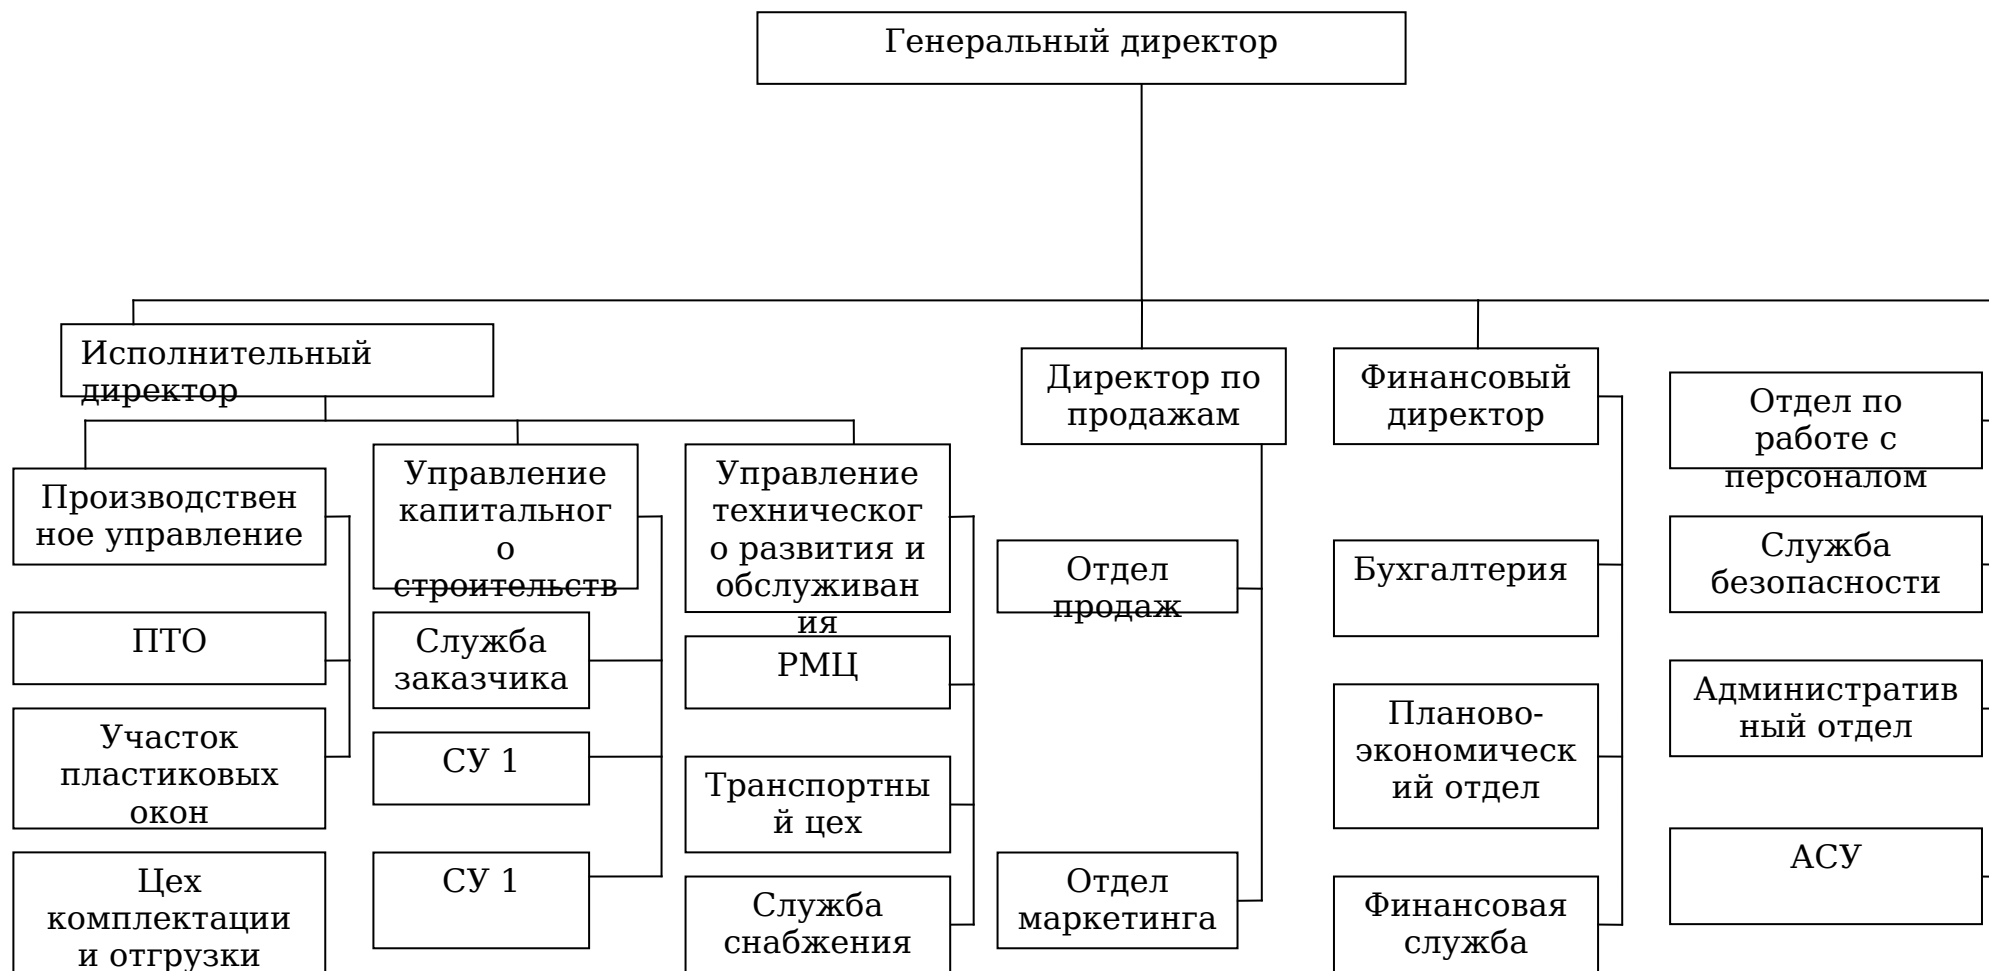 Генеральный директор
Исполнительный
директор
Производствен
ное управление
ПТО
Участок
пластиковых
окон
Цех
комплектации
и отгрузки
Управление
капитальног
о
строительств
Служба
заказчика
СУ 1
СУ 1
Управление
техническог
о развития и
обслуживан
ия
РМЦ
Транспортны
й цех
Служба
снабжения
Директор по
продажам
Отдел
продаж
Отдел
маркетинга
Финансовый
директор
Бухгалтерия
Планово-
экономическ
ий отдел
Финансовая
служба
Отдел по
работе с
персоналом
Служба
безопасности
Административ
ный отдел
АСУ